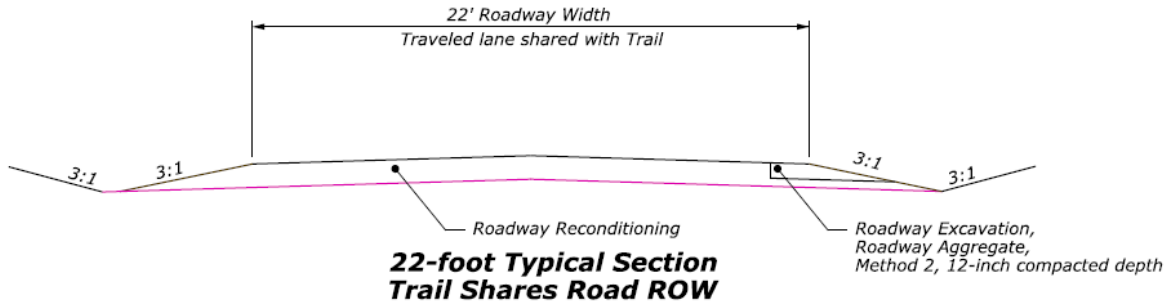 22' Roadway Width
Traveled lane shared with Trail
3:1
3:1
3:1
3:1
Roadway Reconditioning
Roadway Excavation,
Roadway Aggregate,
Method 2, 12-inch compacted depth
22-foot Typical Section
Trail Shares Road ROW